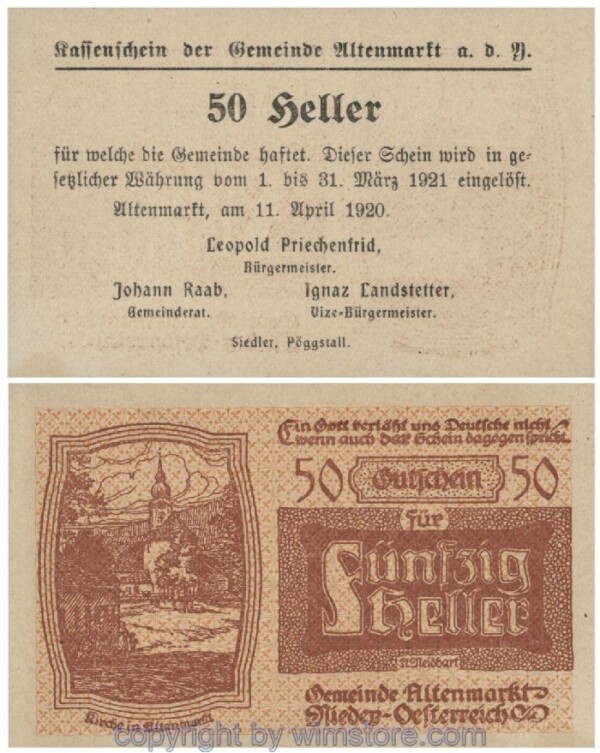 Kassenschein der Gemeinde Altenmarkt a. d. Y.
50 Heller
für welche die Gemeinde haftet. Dieser Schein wird in ge-
setzlicher Währung vom 1. bis 31. März 1921 eingelöst.
Altenmarkt, am 11. April 1920.
Leopold Priechenfrid,
Bürgermeister.
Johann Raab, Ignaz Landstetter,
Gemeinderat. Vize-Bürgermeister.
Siedler, Pöggstall.
Ein Gott verläßt uns Deutsche nicht
wenn auch der Schein dagegen spricht.
50 Gutschein 50
für
Fünfzig
Heller
N. Neidhart
Gemeinde Altenmarkt
Nieder-Oesterreich
Kirche in Altenmarkt
copyright by wimstore.com